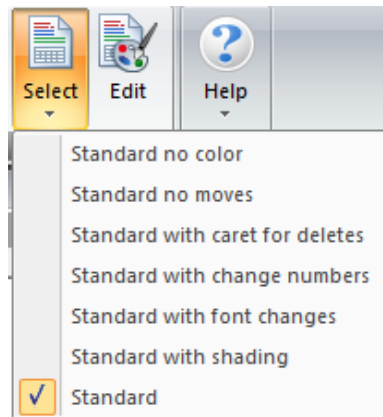 Select Edit Help
Standard no color
Standard no moves
Standard with caret for deletes
Standard with change numbers
Standard with font changes
Standard with shading
Standard